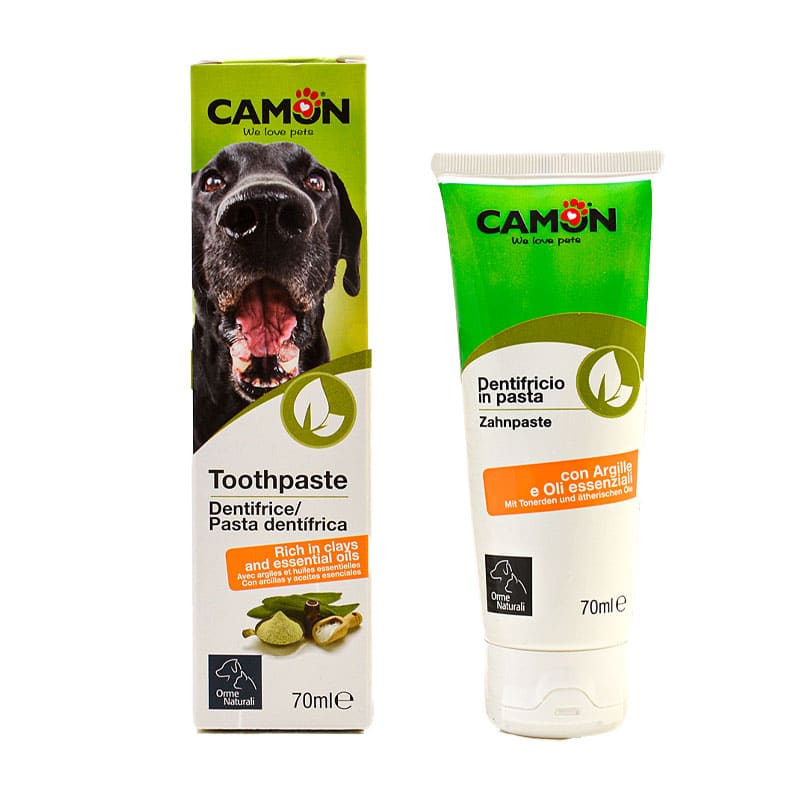 CAMON®
We love pets
Toothpaste
Dentifrice/
Pasta dentífrica
Rich in clays
and essential oils
Avec argiles et huiles essentielles
Con arcillas y aceites esenciales
Orme
Naturali
70ml℮
CAMON
We love pets
Dentifricio
in pasta
Zahnpaste
con Argille
e Oli essenziali
Mit Tonerden und ätherischen Öle
Orme
Naturali
70ml℮